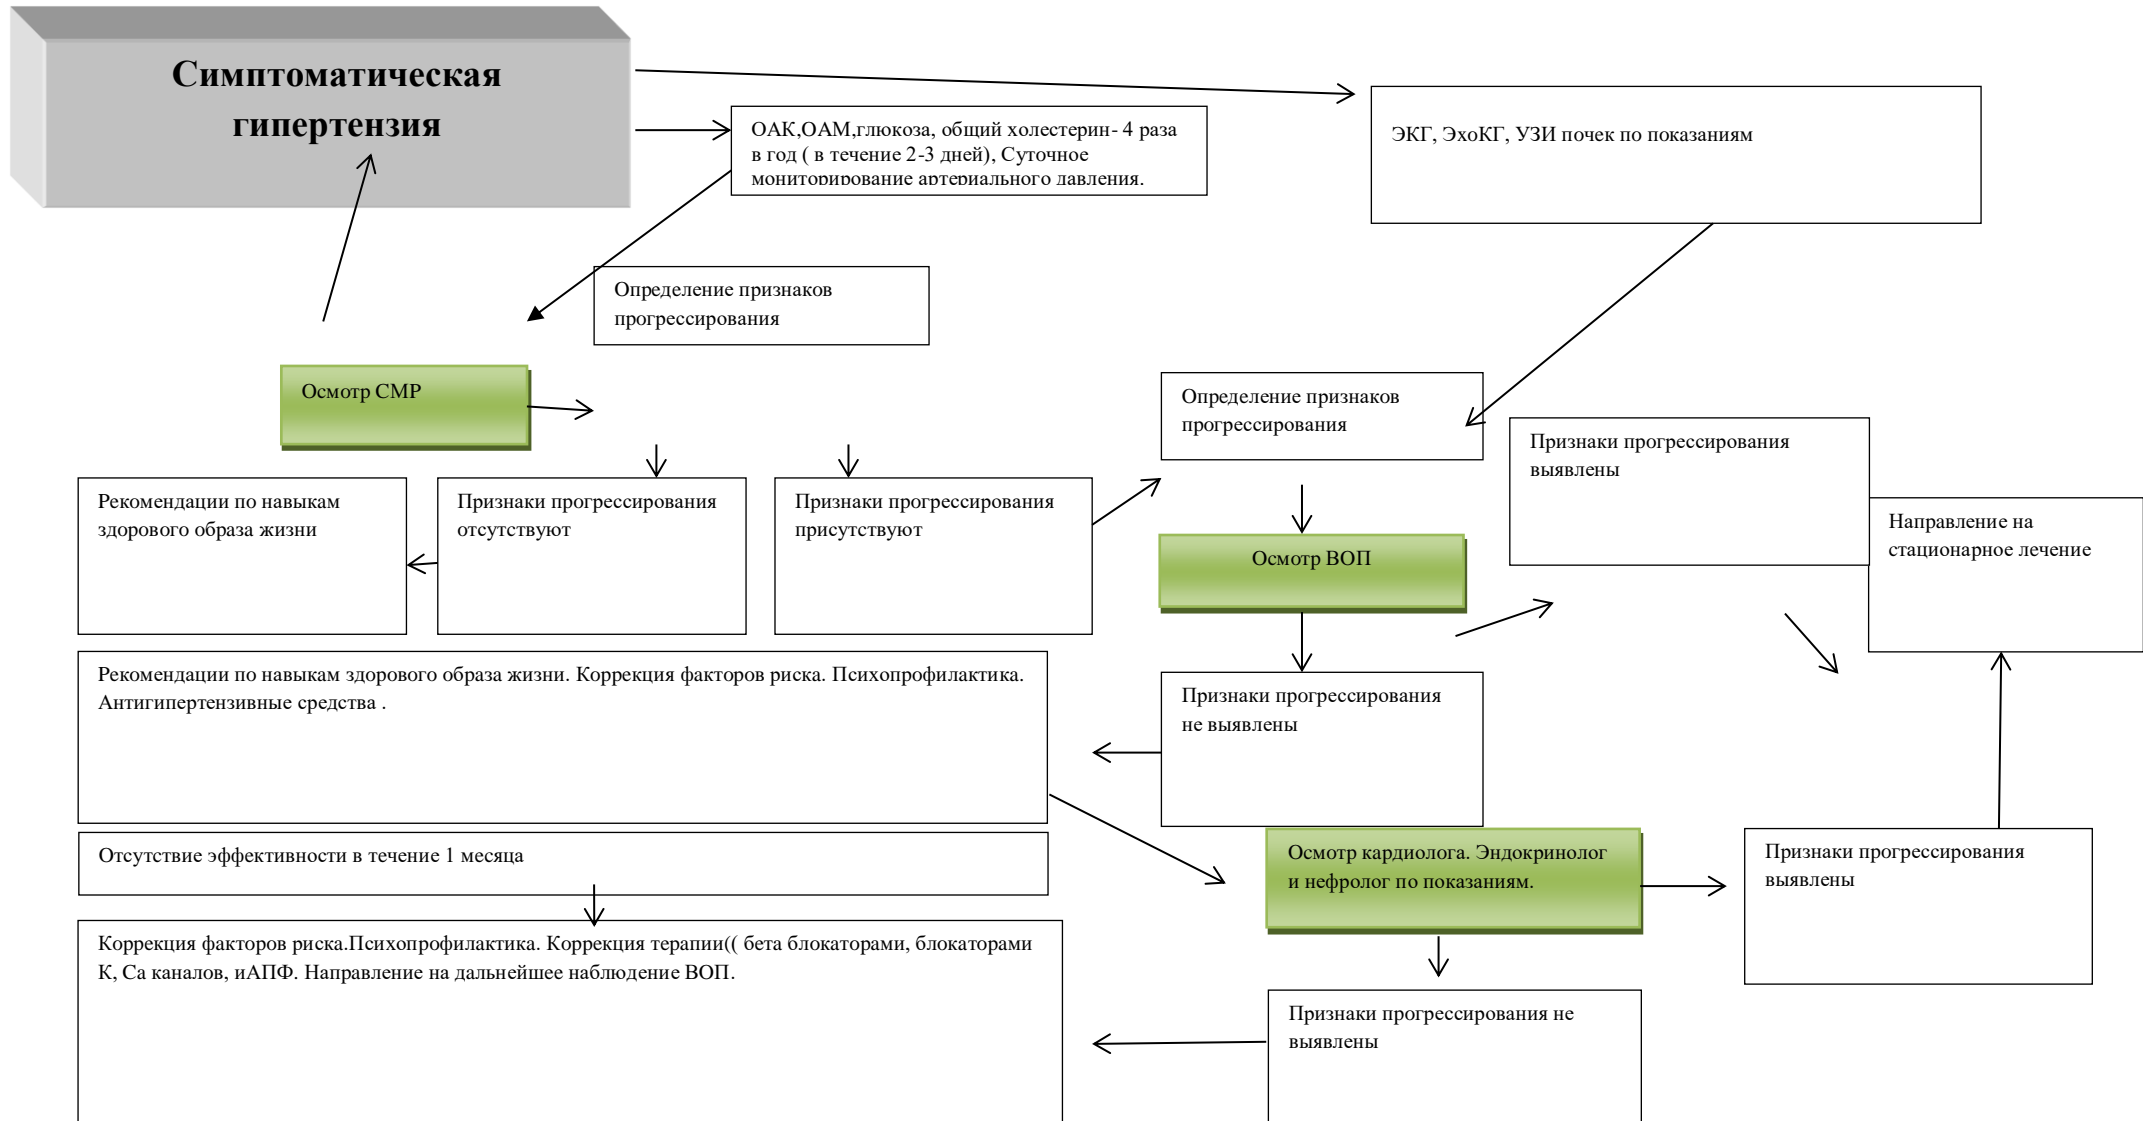 Симптоматическая
гипертензия
ОАК,ОАМ,глюкоза, общий холестерин- 4 раза
в год ( в течение 2-3 дней), Суточное
мониторирование артериального давления.
ЭКГ, ЭхоКГ, УЗИ почек по показаниям
Определение признаков
прогрессирования
Осмотр СМР
Определение признаков
прогрессирования
Признаки прогрессирования
выявлены
Рекомендации по навыкам
здорового образа жизни
Признаки прогрессирования
отсутствуют
Признаки прогрессирования
присутствуют
Направление на
стационарное лечение
Осмотр ВОП
Рекомендации по навыкам здорового образа жизни. Коррекция факторов риска. Психопрофилактика.
Антигипертензивные средства .
Признаки прогрессирования
не выявлены
Отсутствие эффективности в течение 1 месяца
Осмотр кардиолога. Эндокринолог
и нефролог по показаниям.
Признаки прогрессирования
выявлены
Коррекция факторов риска.Психопрофилактика. Коррекция терапии(( бета блокаторами, блокаторами
К, Са каналов, иАПФ. Направление на дальнейшее наблюдение ВОП.
Признаки прогрессирования не
выявлены